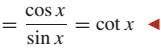 = cos x / sin x = cot x ◄